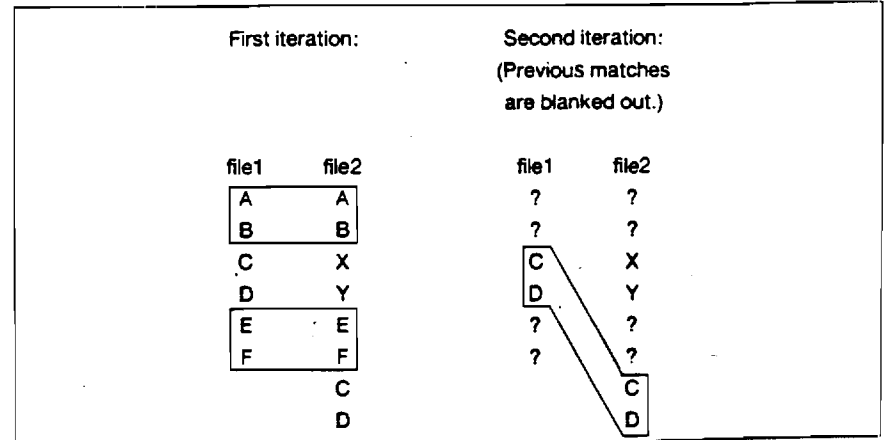 First iteration: Second iteration:
(Previous matches
are blanked out.)
file1 file2 file1 file2
A A ? ?
B B ? ?
C X C X
D Y D Y
E E ? ?
F F ? ?
C C
D D